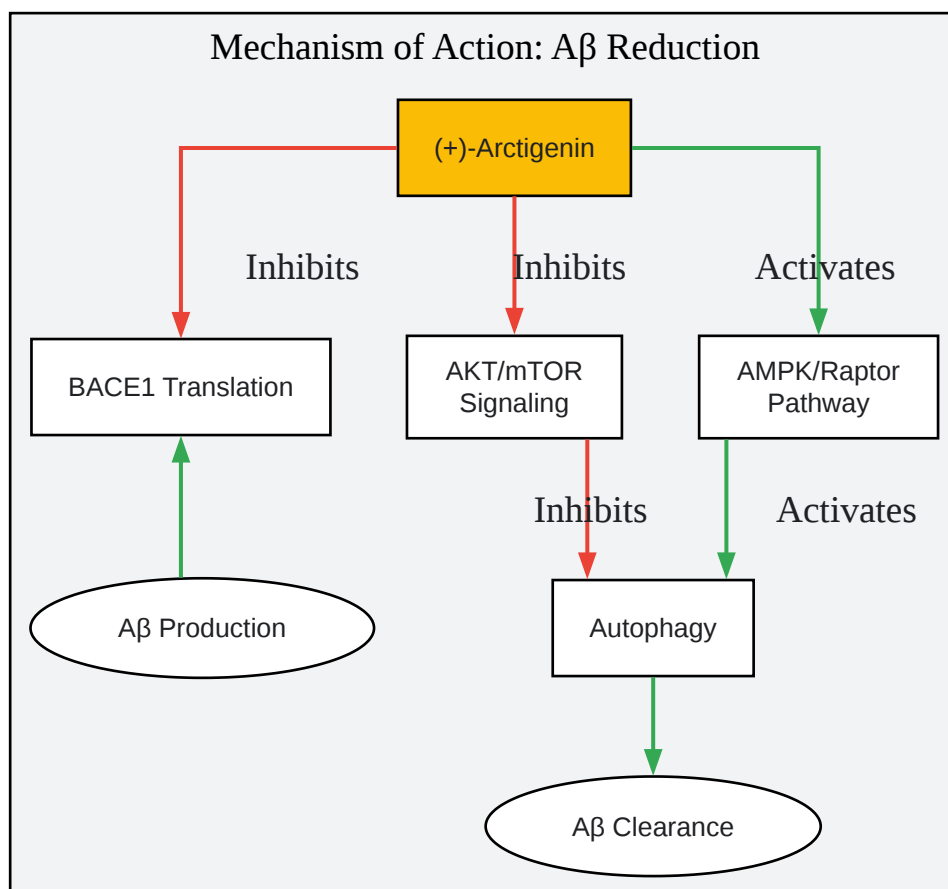 Mechanism of Action: Aβ Reduction
(+)-Arctigenin
Inhibits
Inhibits
Activates
BACE1 Translation
AKT/mTOR
Signaling
AMPK/Raptor
Pathway
Inhibits
Activates
Aβ Production
Autophagy
Aβ Clearance